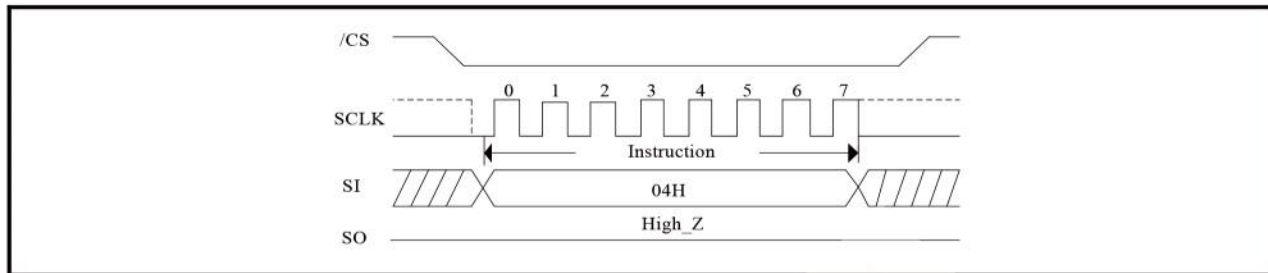 /CS
0 1 2 3 4 5 6 7
SCLK
Instruction
SI
04H
High_Z
SO